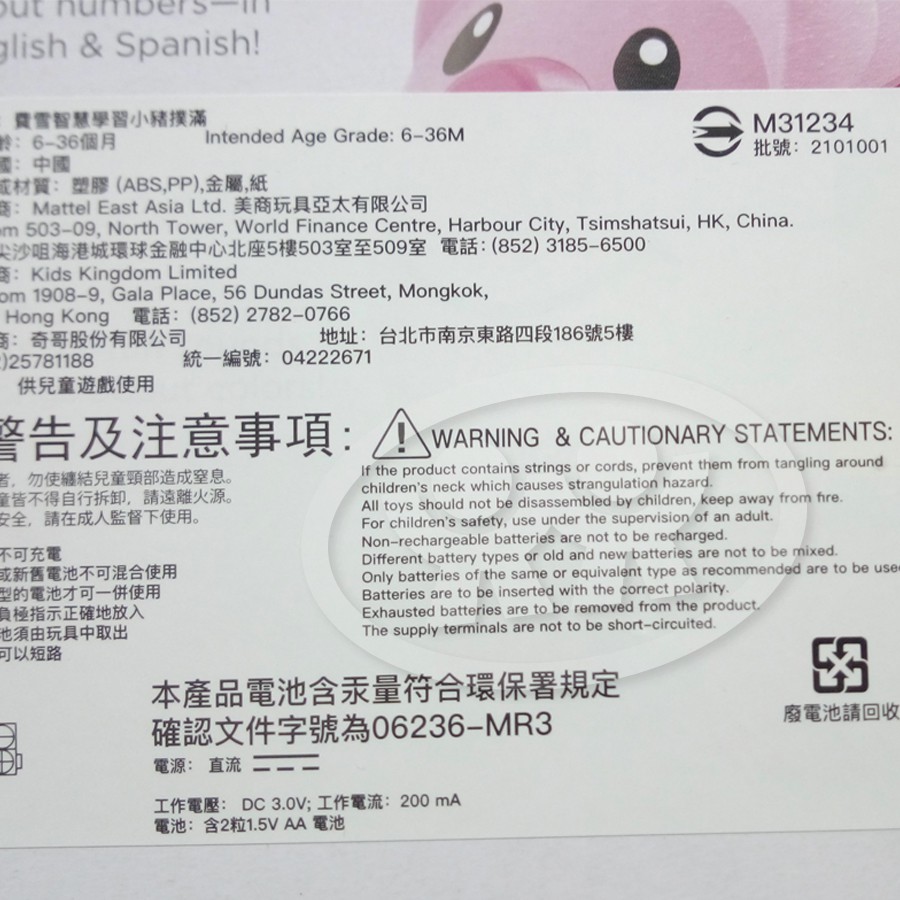 out numbers—in
glish & Spanish!
：費雪智慧學習小豬撲滿
齡：6-36個月 Intended Age Grade: 6-36M
國：中國
或材質：塑膠 (ABS,PP),金屬,紙
商：Mattel East Asia Ltd. 美商玩具亞太有限公司
om 503-09, North Tower, World Finance Centre, Harbour City, Tsimshatsui, HK, China.
尖沙咀海港城環球金融中心北座5樓503室至509室 電話：(852) 3185-6500
商：Kids Kingdom Limited
om 1908-9, Gala Place, 56 Dundas Street, Mongkok,
Hong Kong 電話：(852) 2782-0766
商：奇哥股份有限公司 地址：台北市南京東路四段186號5樓
)25781188 統一編號：04222671
供兒童遊戲使用
M31234
批號：2101001
警告及注意事項：
者，勿使纏結兒童頸部造成窒息。
童皆不得自行拆卸，請遠離火源。
安全，請在成人監督下使用。
不可充電
或新舊電池不可混合使用
型的電池才可一併使用
負極指示正確地放入
池須由玩具中取出
可以短路
WARNING & CAUTIONARY STATEMENTS:
If the product contains strings or cords, prevent them from tangling around
children's neck which causes strangulation hazard.
All toys should not be disassembled by children, keep away from fire.
For children's safety, use under the supervision of an adult.
Non-rechargeable batteries are not to be recharged.
Different battery types or old and new batteries are not to be mixed.
Only batteries of the same or equivalent type as recommended are to be used
Batteries are to be inserted with the correct polarity.
Exhausted batteries are to be removed from the product.
The supply terminals are not to be short-circuited.
本產品電池含汞量符合環保署規定
確認文件字號為06236-MR3
電源：直流
工作電壓：DC 3.0V; 工作電流：200 mA
電池：含2粒1.5V AA 電池
廢電池請回收